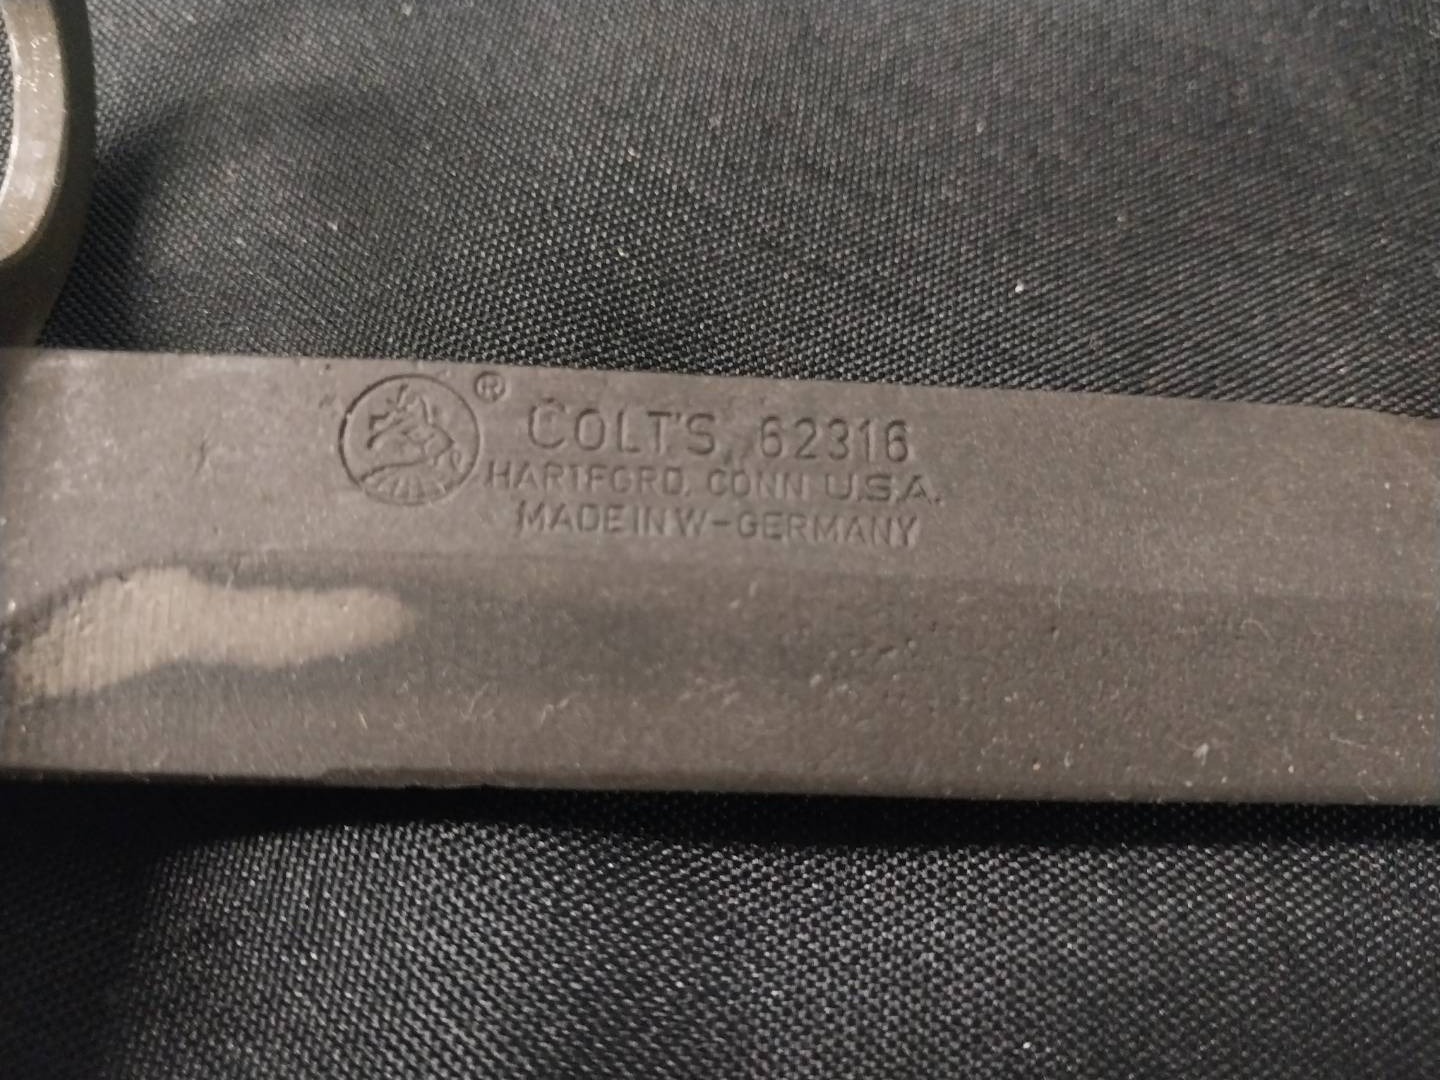 ® COLT'S, 62316
HARTFORD, CONN U.S.A.
MADE IN W-GERMANY